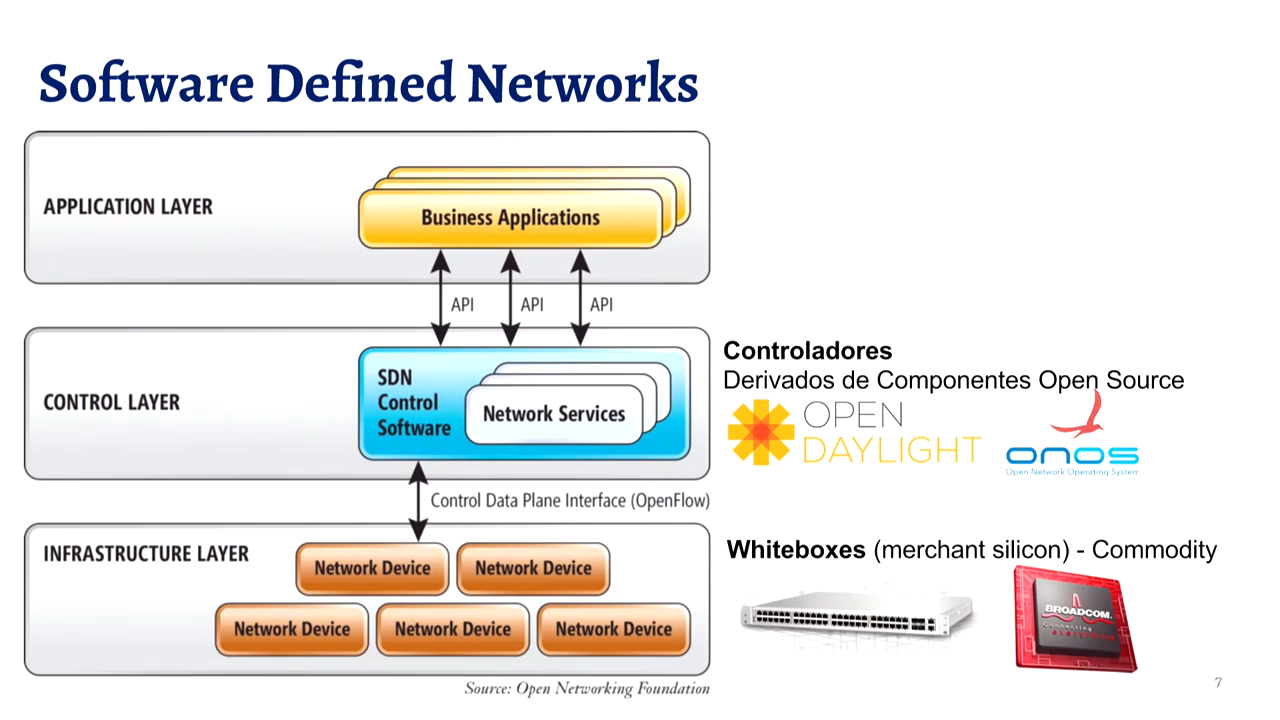 Software Defined Networks
APPLICATION LAYER
Business Applications
API
API
API
CONTROL LAYER
SDN
Control
Software
Network Services
Controladores
Derivados de Componentes Open Source
OPEN
DAYLIGHT
onos
Open Network Operating System
Control Data Plane Interface (OpenFlow)
INFRASTRUCTURE LAYER
Network Device
Network Device
Network Device
Network Device
Network Device
Whiteboxes (merchant silicon) - Commodity
BROADCOM.
Connecting
everything
Source: Open Networking Foundation
7